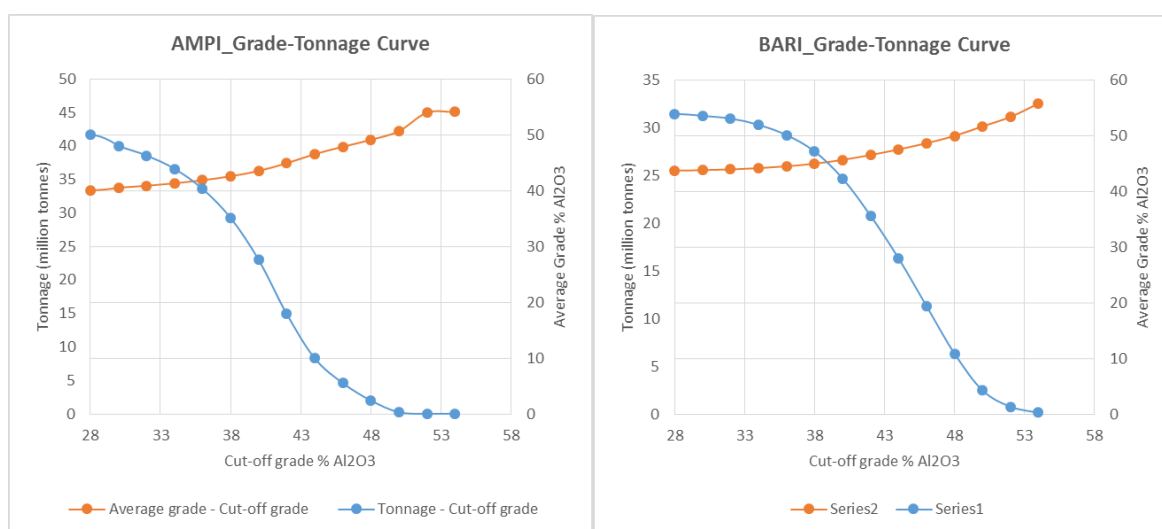 AMPI_Grade-Tonnage Curve
50
45
40
35
30
25
20
15
10
5
0
60
50
40
30
20
10
0
28 33 38 43 48 53 58
Tonnage (million tonnes)
Average Grade % Al2O3
Cut-off grade % Al2O3
Average grade - Cut-off grade
Tonnage - Cut-off grade
BARI_Grade-Tonnage Curve
35
30
25
20
15
10
5
0
60
50
40
30
20
10
0
28 33 38 43 48 53 58
Tonnage (million tonnes)
Average Grade % Al2O3
Cut-off grade % Al2O3
Series2
Series1